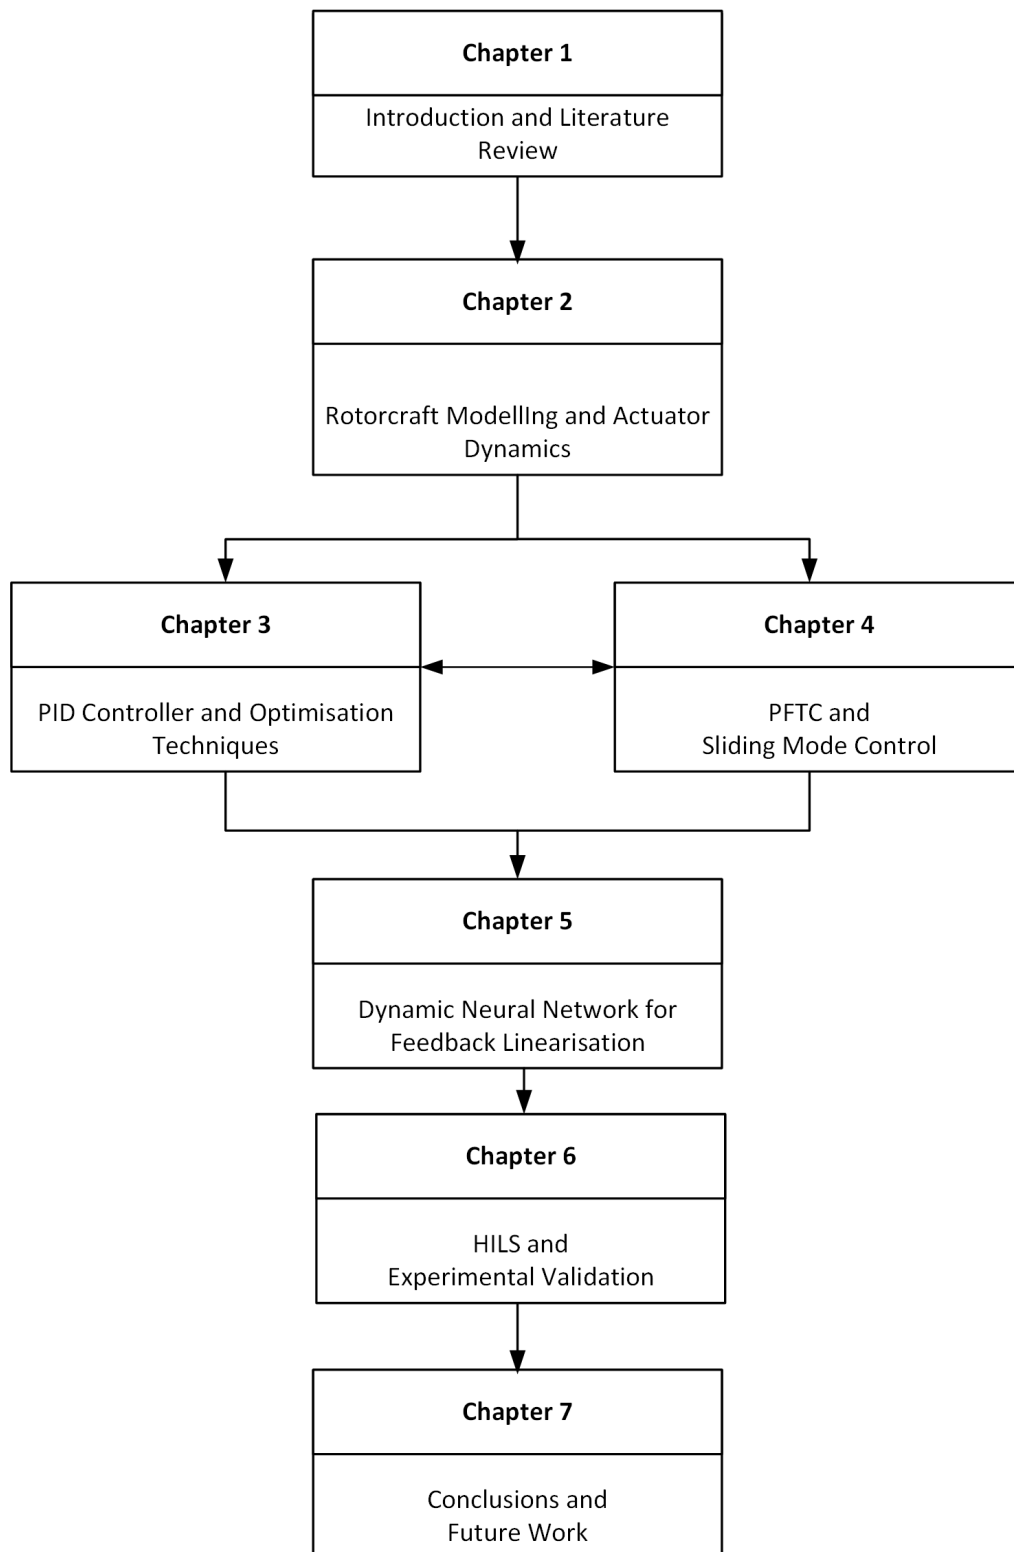 Chapter 1
Introduction and Literature
Review
Chapter 2
Rotorcraft ModellIng and Actuator
Dynamics
Chapter 3
PID Controller and Optimisation
Techniques
Chapter 4
PFTC and
Sliding Mode Control
Chapter 5
Dynamic Neural Network for
Feedback Linearisation
Chapter 6
HILS and
Experimental Validation
Chapter 7
Conclusions and
Future Work